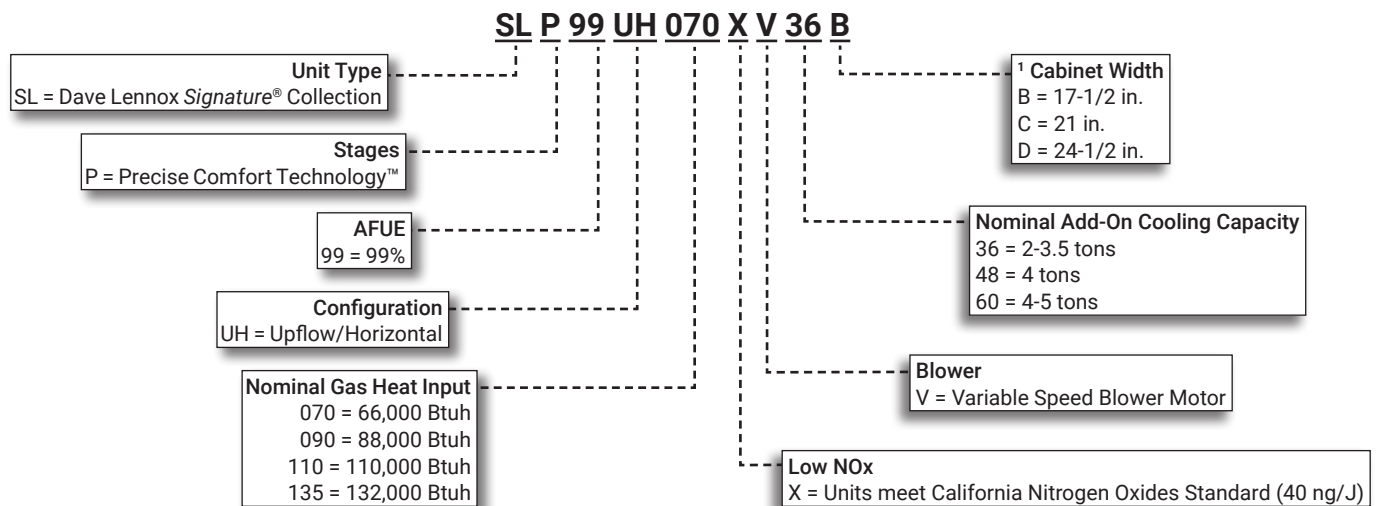 SL P 99 UH 070 X V 36 B
Unit Type
SL = Dave Lennox Signature® Collection
Stages
P = Precise Comfort Technology™
AFUE
99 = 99%
Configuration
UH = Upflow/Horizontal
Nominal Gas Heat Input
070 = 66,000 Btuh
090 = 88,000 Btuh
110 = 110,000 Btuh
135 = 132,000 Btuh
¹ Cabinet Width
B = 17-1/2 in.
C = 21 in.
D = 24-1/2 in.
Nominal Add-On Cooling Capacity
36 = 2-3.5 tons
48 = 4 tons
60 = 4-5 tons
Blower
V = Variable Speed Blower Motor
Low NOx
X = Units meet California Nitrogen Oxides Standard (40 ng/J)